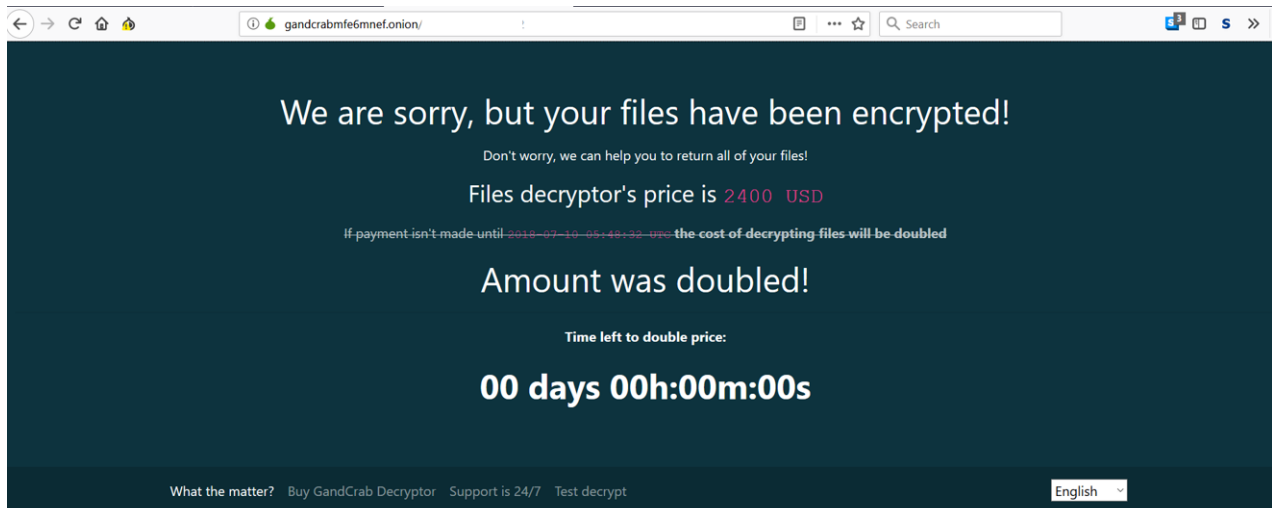 gandcrabmfe6mnef.onion/
Search
S 3
S
We are sorry, but your files have been encrypted!
Don't worry, we can help you to return all of your files!
Files decryptor's price is 2400 USD
If payment isn't made until 2018-07-10 05:48:32 UTC the cost of decrypting files will be doubled
Amount was doubled!
Time left to double price:
00 days 00h:00m:00s
What the matter? Buy GandCrab Decryptor Support is 24/7 Test decrypt English